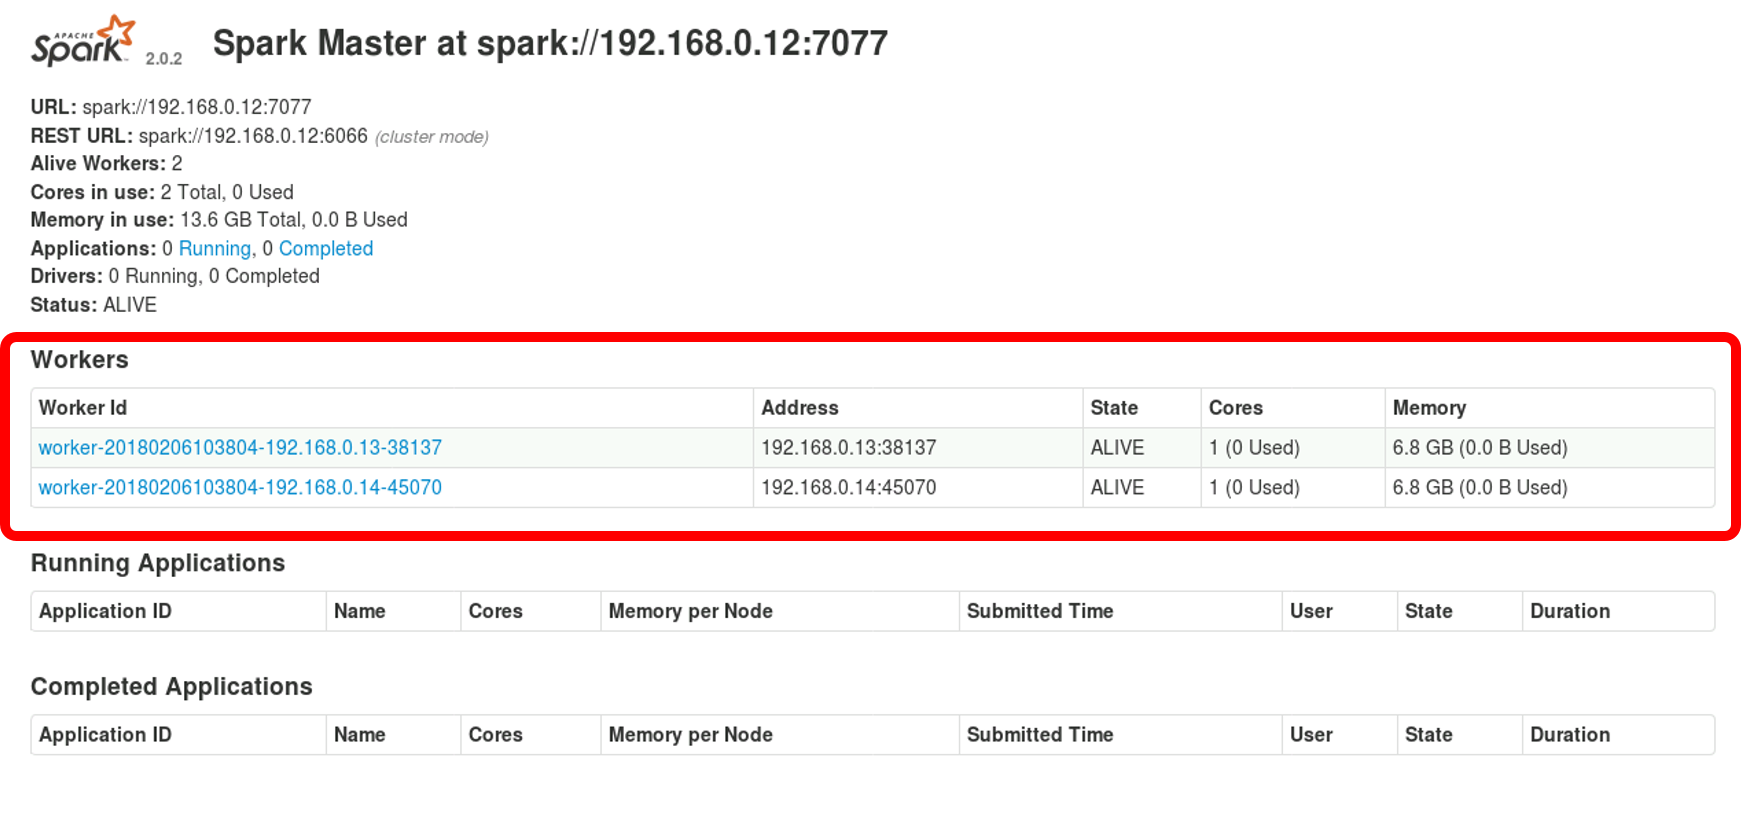 APACHE
Spark 2.0.2 Spark Master at spark://192.168.0.12:7077
URL: spark://192.168.0.12:7077
REST URL: spark://192.168.0.12:6066 (cluster mode)
Alive Workers: 2
Cores in use: 2 Total, 0 Used
Memory in use: 13.6 GB Total, 0.0 B Used
Applications: 0 Running, 0 Completed
Drivers: 0 Running, 0 Completed
Status: ALIVE
Workers
Worker Id Address State Cores Memory
worker-20180206103804-192.168.0.13-38137 192.168.0.13:38137 ALIVE 1 (0 Used) 6.8 GB (0.0 B Used)
worker-20180206103804-192.168.0.14-45070 192.168.0.14:45070 ALIVE 1 (0 Used) 6.8 GB (0.0 B Used)
Running Applications
Application ID Name Cores Memory per Node Submitted Time User State Duration
Completed Applications
Application ID Name Cores Memory per Node Submitted Time User State Duration